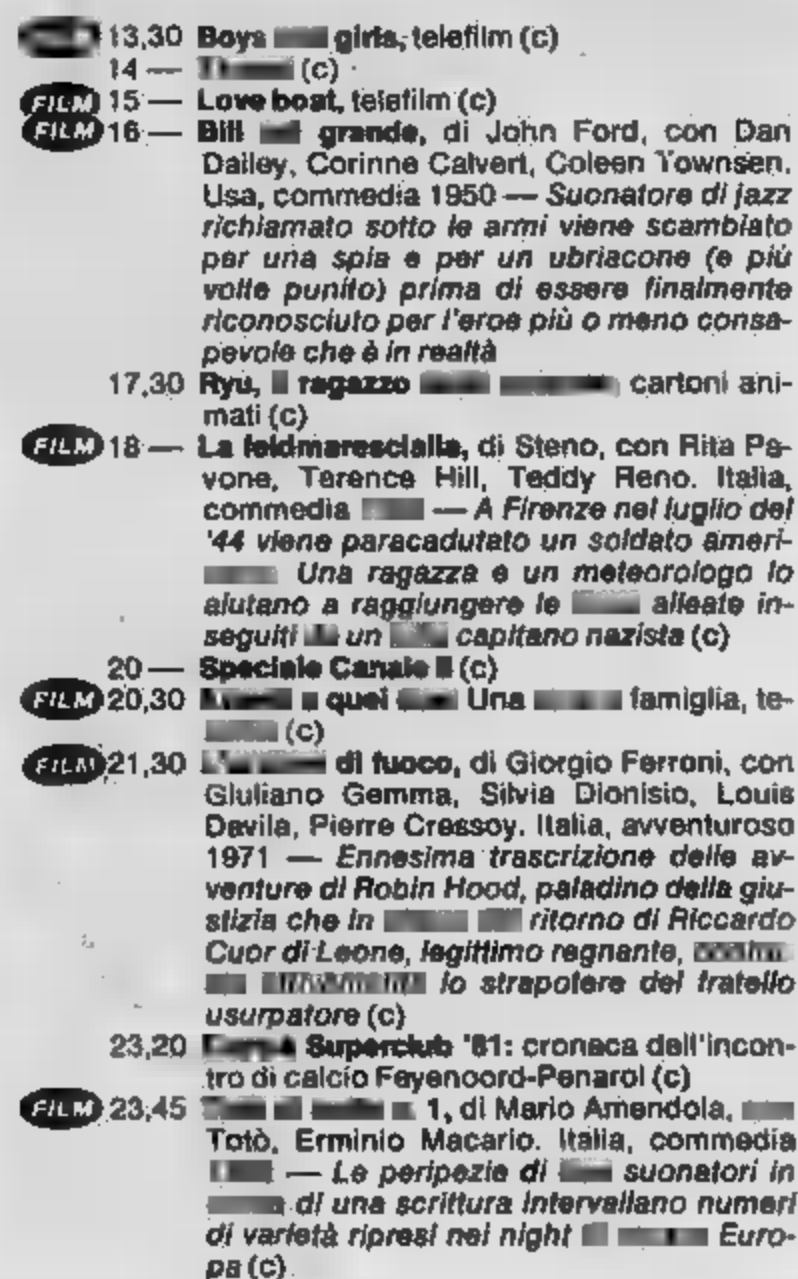 13,30 Boys girls, telefilm (c)
14 — (c)
FILM 15 — Love boat, telefilm (c)
FILM 16 — Bill grande, di John Ford, con Dan
Dailey, Corinne Calvert, Coleen Townsen.
Usa, commedia 1950 — Suonatore di jazz
richiamato sotto le armi viene scambiato
per una spia e per un ubriacone (e più
volte punito) prima di essere finalmente
riconosciuto per l'eroe più o meno consa-
pevole che è in realtà
17,30 Ryu, ragazzo cartoni ani-
mati (c)
FILM 18 — La feldmarescialla, di Steno, con Rita Pa-
vone, Terence Hill, Teddy Reno. Italia,
commedia — A Firenze nel luglio del
'44 viene paracadutato un soldato ameri-
Una ragazza e un meteorologo lo
aiutano a raggiungere le alleate in-
seguiti un capitano nazista (c)
20 — Speciale Canale (c)
FILM 20,30 quei Una famiglia, te-
(c)
FILM 21,30 di fuoco, di Giorgio Ferroni, con
Giuliano Gemma, Silvia Dionisio, Louis
Davila, Pierre Cressoy. Italia, avventuroso
1971 — Ennesima trascrizione delle av-
venture di Robin Hood, paladino della giu-
stizia che in ritorno di Riccardo
Cuor di Leone, legittimo regnante,
lo strapotere del fratello
usurpatore (c)
23,20 Superclub '81: cronaca dell'incon-
tro di calcio Feyenoord-Penarol (c)
FILM 23,45 1, di Mario Amendola,
Totò, Erminio Macario. Italia, commedia
— Le peripezie di suonatori in
di una scrittura intervallano numeri
di varietà ripresi nei night Euro-
pa (c)